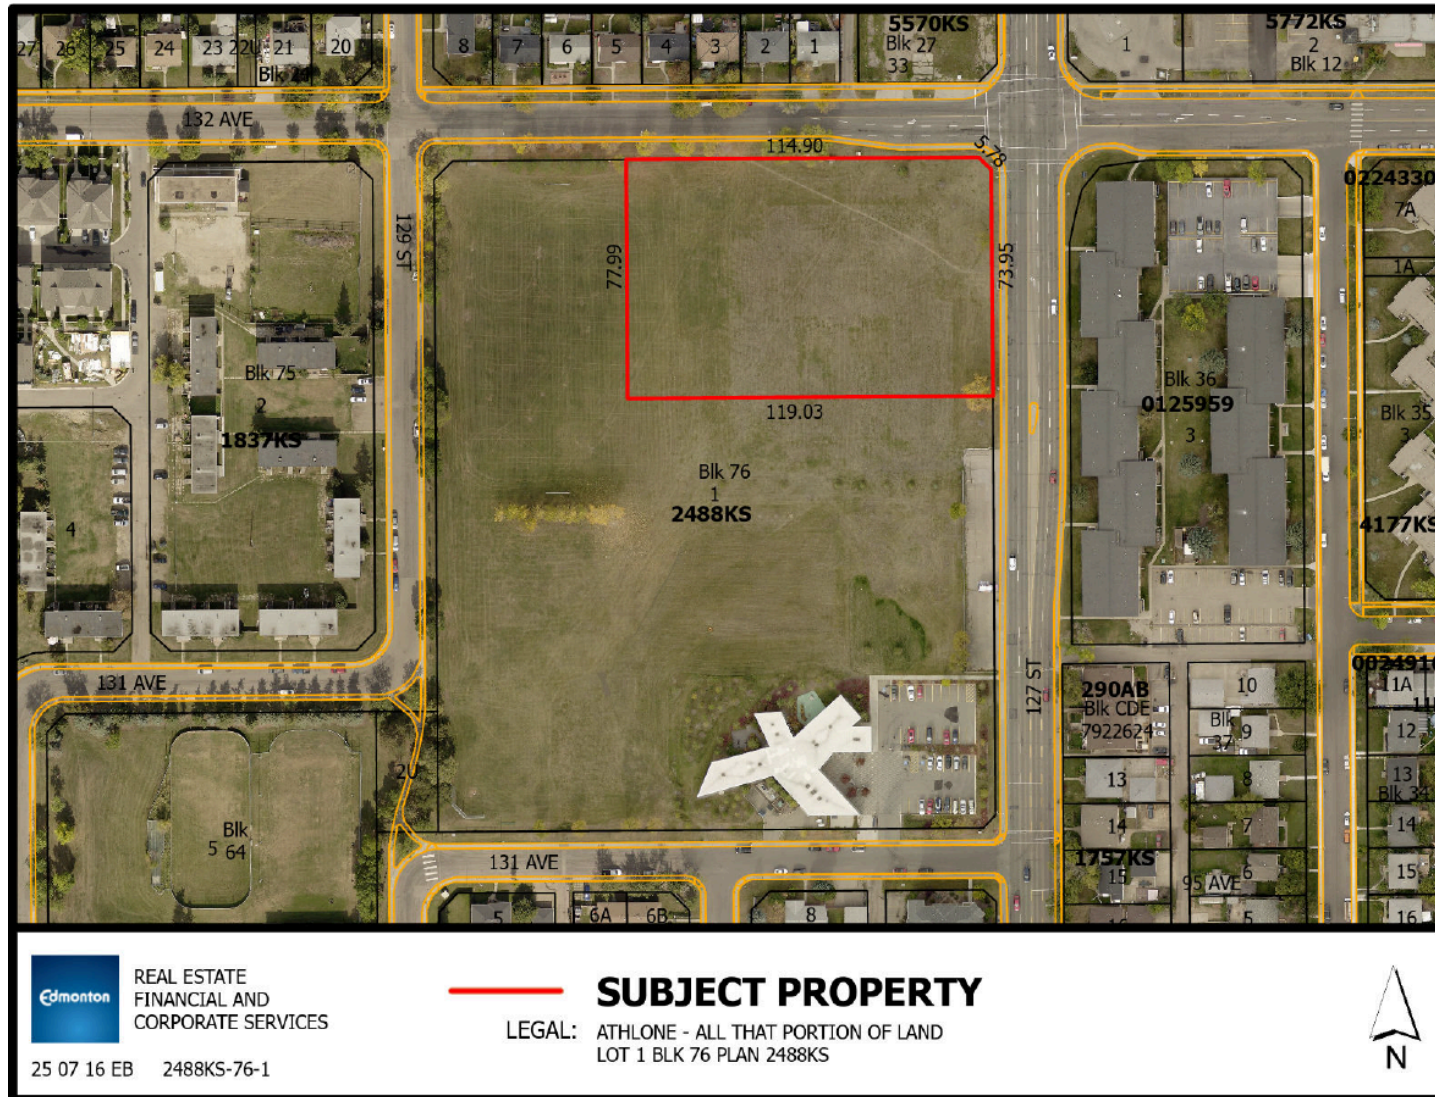 5570KS
5772KS
27
26
25
24
23
22U
21
20
8
7
6
5
4
3
2
1
Blk 27
33
1
2
Blk 12
132 AVE
114.90
5.78
0224330
7A
129 ST
77.99
73.95
1A
Blk 75
2
1837KS
119.03
Blk 36
0125959
3
Blk 35
3
Blk 76
1
2488KS
4
4177KS
131 AVE
127 ST
290AB
Blk CDE
7922624
10
Blk
37
9
11A
12
13
8
13
Blk 34
2U
14
7
14
Blk
5 64
131 AVE
1757KS
15
95 AVE
6
15
5
6A
6B
8
5
16
Edmonton
REAL ESTATE
FINANCIAL AND
CORPORATE SERVICES
25 07 16 EB 2488KS-76-1
SUBJECT PROPERTY
LEGAL: ATHLONE - ALL THAT PORTION OF LAND
LOT 1 BLK 76 PLAN 2488KS
N